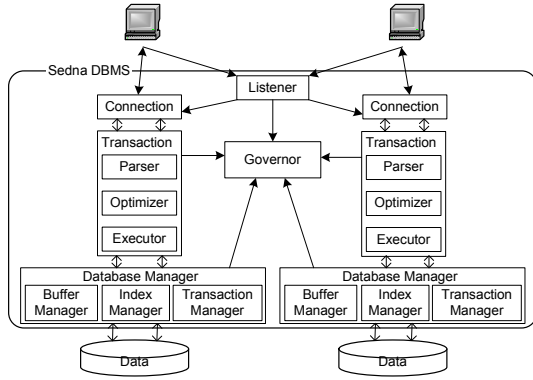 Sedna DBMS
Listener
Connection
Connection
Transaction
Parser
Optimizer
Executor
Governor
Transaction
Parser
Optimizer
Executor
Database Manager
Buffer
Manager
Index
Manager
Transaction
Manager
Database Manager
Buffer
Manager
Index
Manager
Transaction
Manager
Data
Data